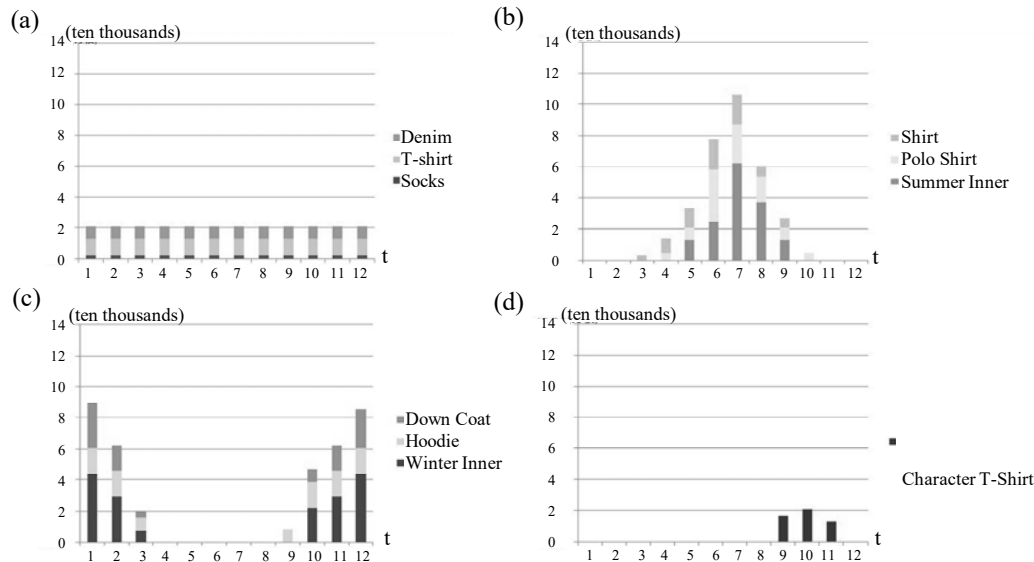 (a)
(ten thousands)
14
12
10
8
6
4
2
0
1 2 3 4 5 6 7 8 9 10 11 12
t
Denim
T-shirt
Socks
(b)
(ten thousands)
14
12
10
8
6
4
2
0
1 2 3 4 5 6 7 8 9 10 11 12
t
Shirt
Polo Shirt
Summer Inner
(c)
(ten thousands)
14
12
10
8
6
4
2
0
1 2 3 4 5 6 7 8 9 10 11 12
t
Down Coat
Hoodie
Winter Inner
(d)
(ten thousands)
14
12
10
8
6
4
2
0
1 2 3 4 5 6 7 8 9 10 11 12
t
Character T-Shirt